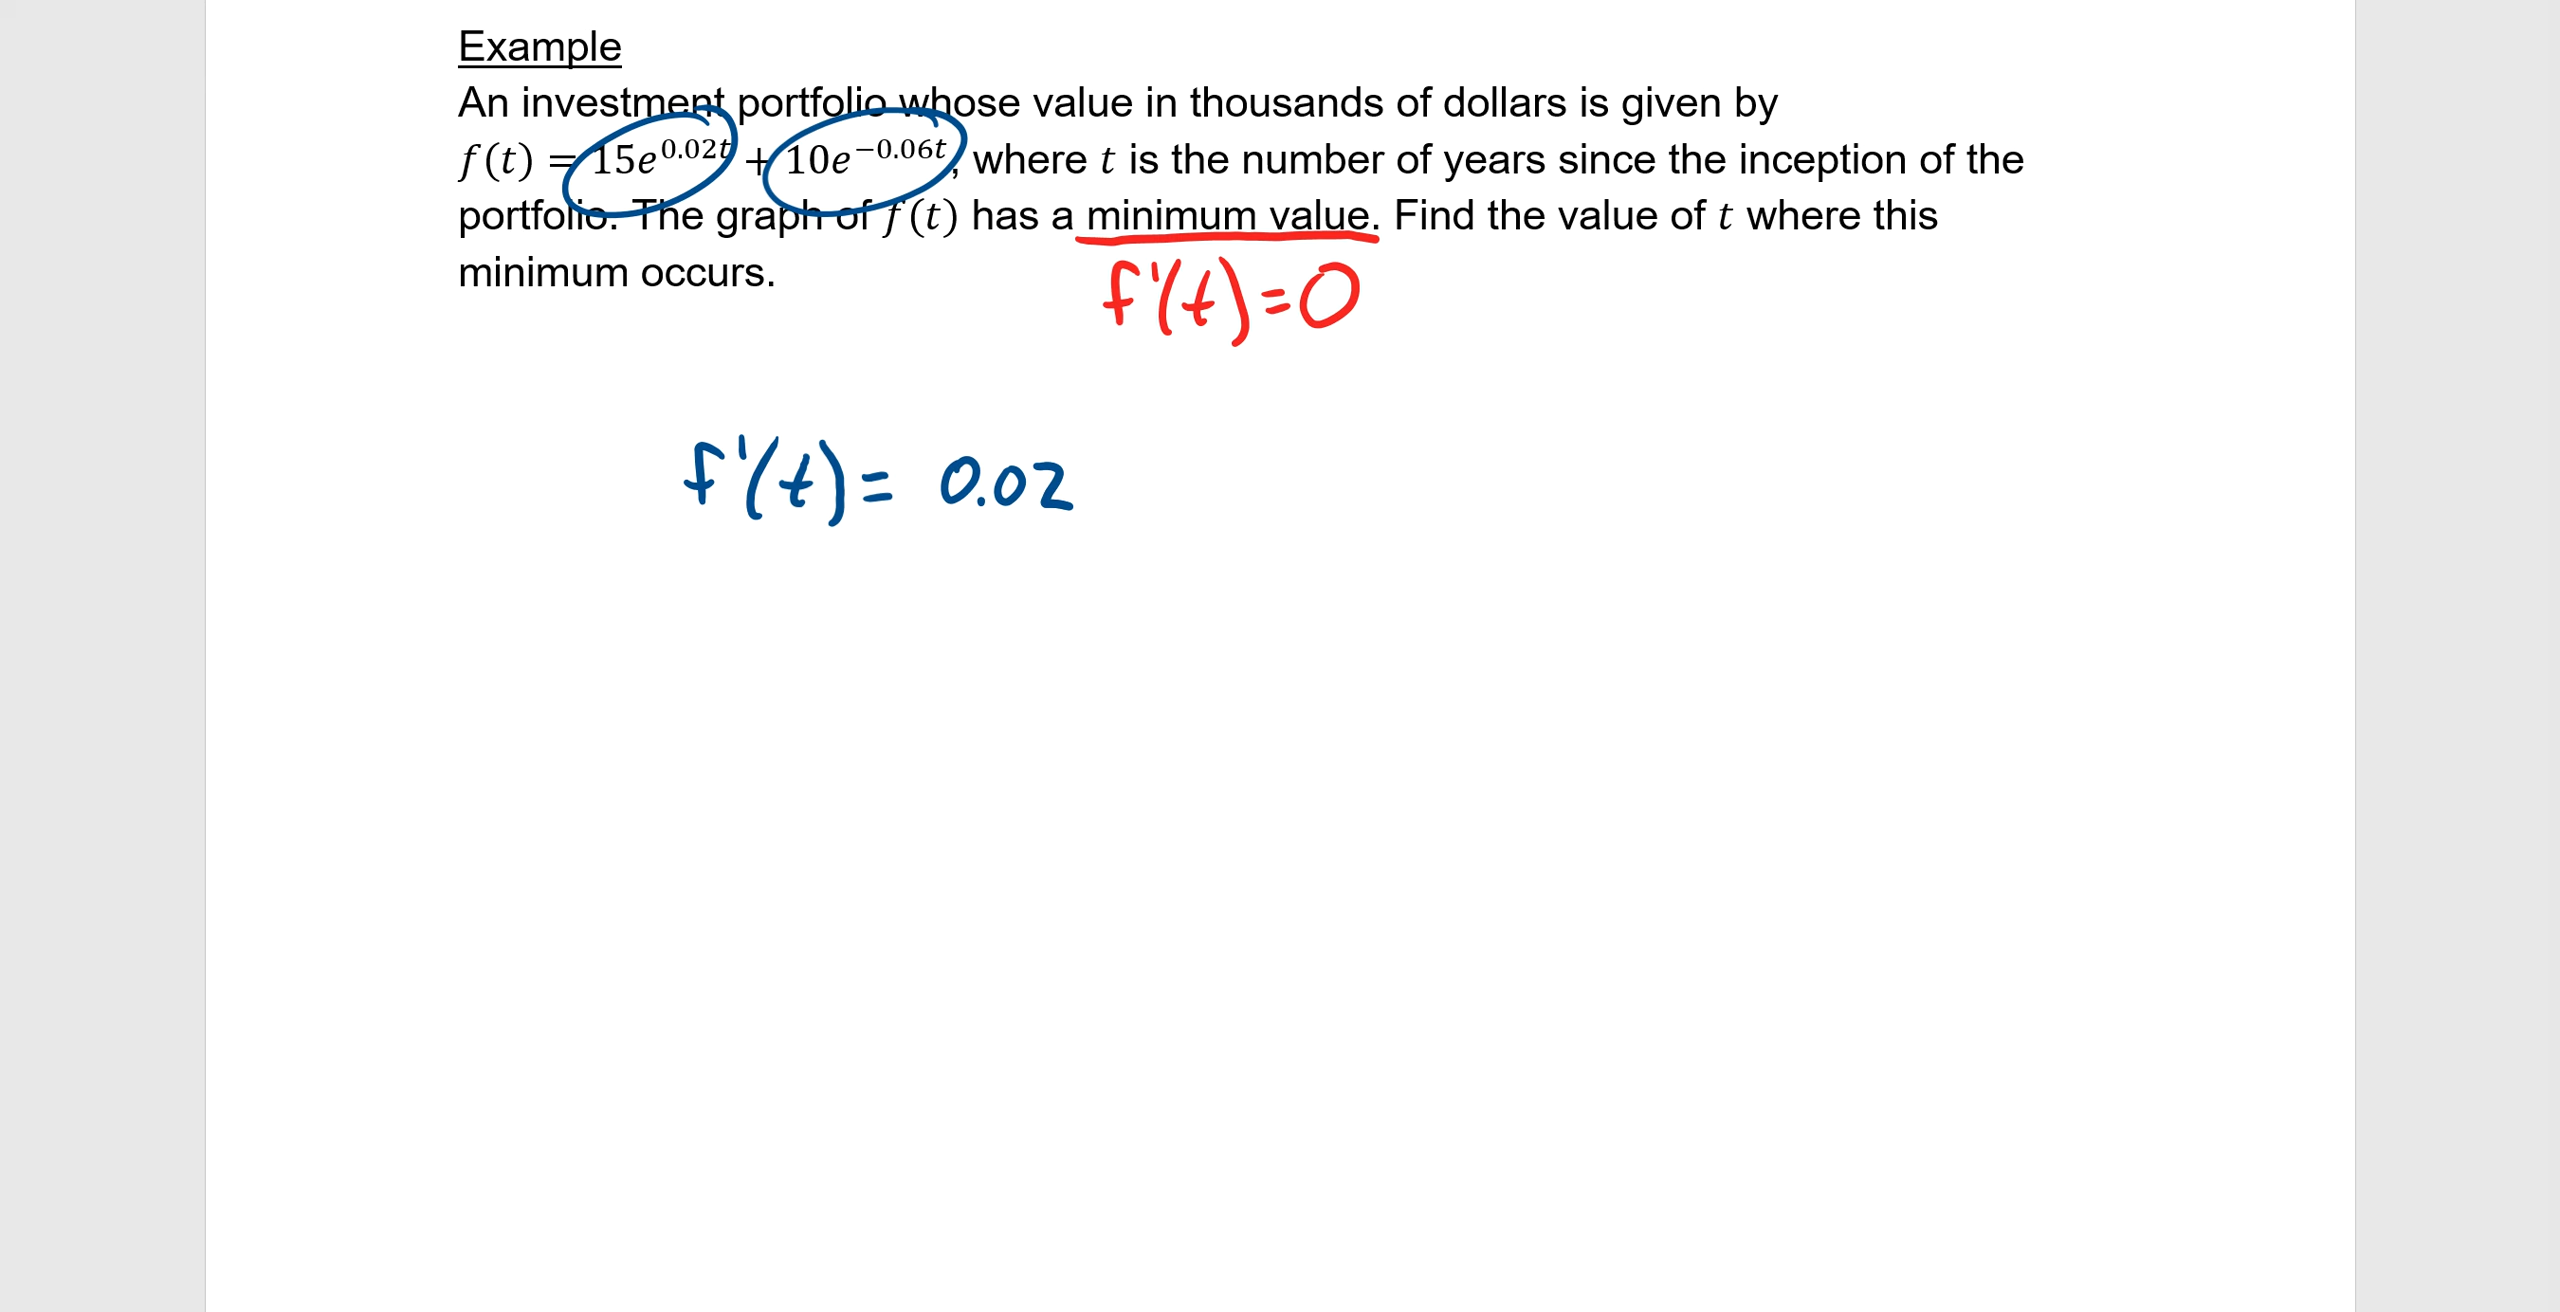 Example
An investment portfolio whose value in thousands of dollars is given by
f(t) = 15e^{0.02t} + 10e^{−0.06t}, where t is the number of years since the inception of the
portfolio. The graph of f(t) has a minimum value. Find the value of t where this
minimum occurs.
f'(t)=0
f'(t)= 0.02